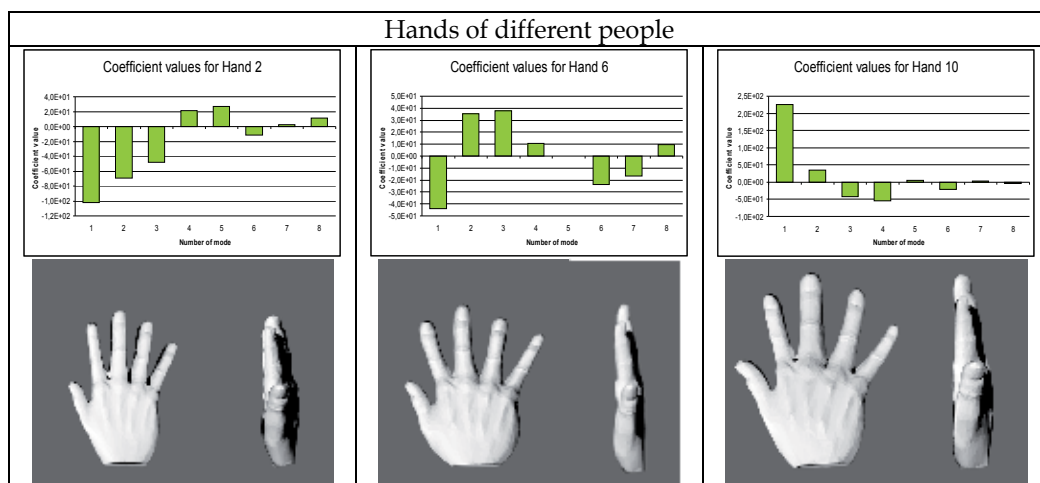 Hands of different people
Coefficient values for Hand 2
4,0E+01
2,0E+01
0,0E+00
-2,0E+01
-4,0E+01
-6,0E+01
-8,0E+01
-1,0E+02
-1,2E+02
Coefficient value
1 2 3 4 5 6 7 8
Number of mode
Coefficient values for Hand 6
5,0E+01
4,0E+01
3,0E+01
2,0E+01
1,0E+01
0,0E+00
-1,0E+01
-2,0E+01
-3,0E+01
-4,0E+01
-5,0E+01
Coefficient value
1 2 3 4 5 6 7 8
Number of mode
Coefficient values for Hand 10
2,5E+02
2,0E+02
1,5E+02
1,0E+02
5,0E+01
0,0E+00
-5,0E+01
-1,0E+02
Coefficient value
1 2 3 4 5 6 7 8
Number of mode